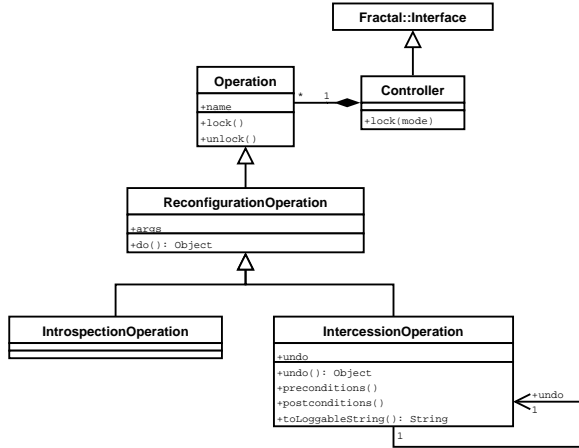 Fractal::Interface
Operation
+name
+lock()
+unlock()
* 1
Controller
+lock(mode)
ReconfigurationOperation
+args
+do(): Object
IntrospectionOperation
IntercessionOperation
+undo
+undo(): Object
+preconditions()
+postconditions()
+toLoggableString(): String
+undo
1
1